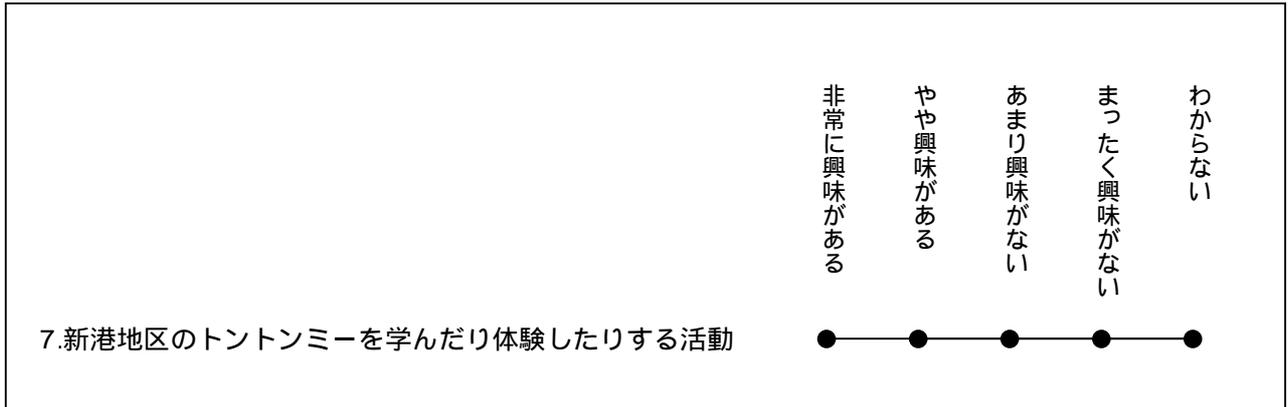 非常に興味がある
やや興味がある
あまり興味がない
まったく興味がない
わからない
7.新港地区のトントンミーを学んだり体験したりする活動